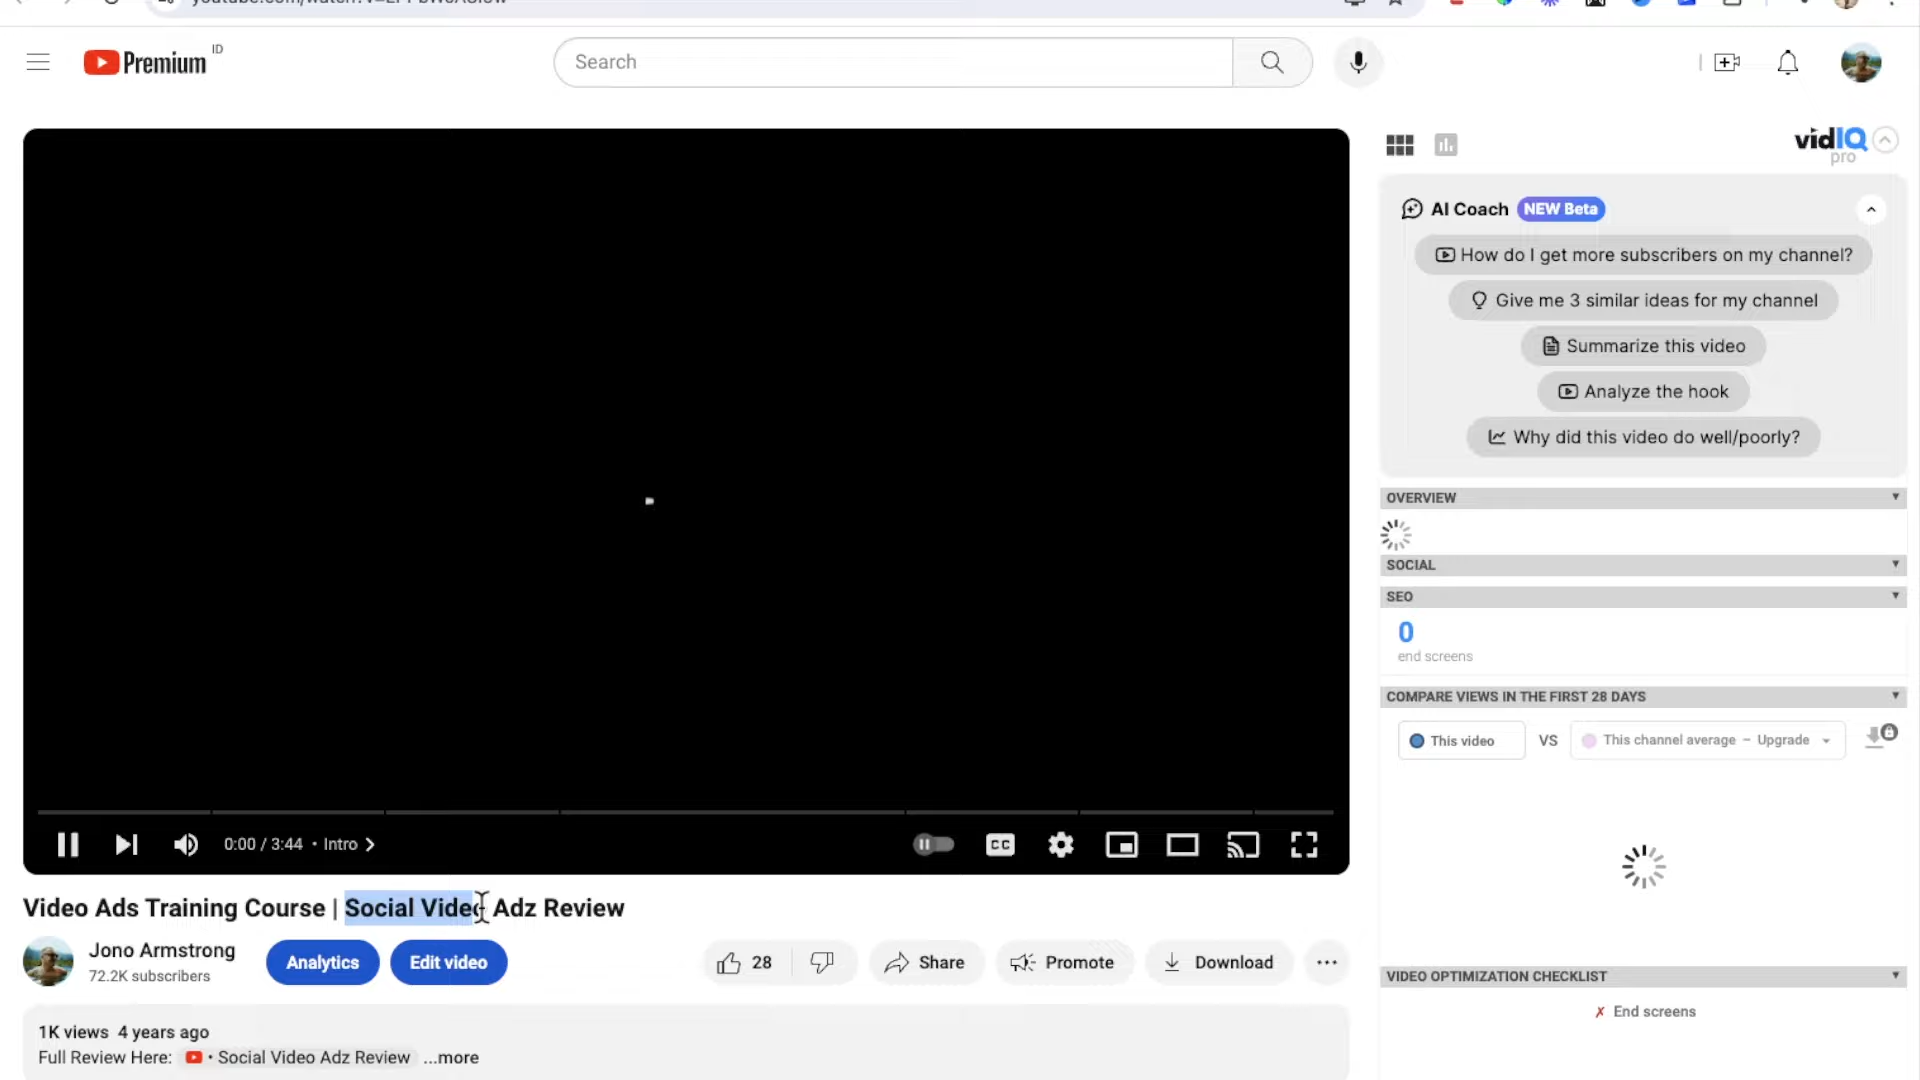 Premium ID
Search
vidIQ
pro
AI Coach NEW Beta
How do I get more subscribers on my channel?
Give me 3 similar ideas for my channel
Summarize this video
Analyze the hook
Why did this video do well/poorly?
OVERVIEW
SOCIAL
SEO
0
end screens
COMPARE VIEWS IN THE FIRST 28 DAYS
This video VS This channel average – Upgrade
VIDEO OPTIMIZATION CHECKLIST
✗ End screens
0:00 / 3:44 • Intro
CC
Video Ads Training Course | Social Video Adz Review
Jono Armstrong
72.2K subscribers
Analytics
Edit video
28
Share
Promote
Download
1K views 4 years ago
Full Review Here: • Social Video Adz Review ...more